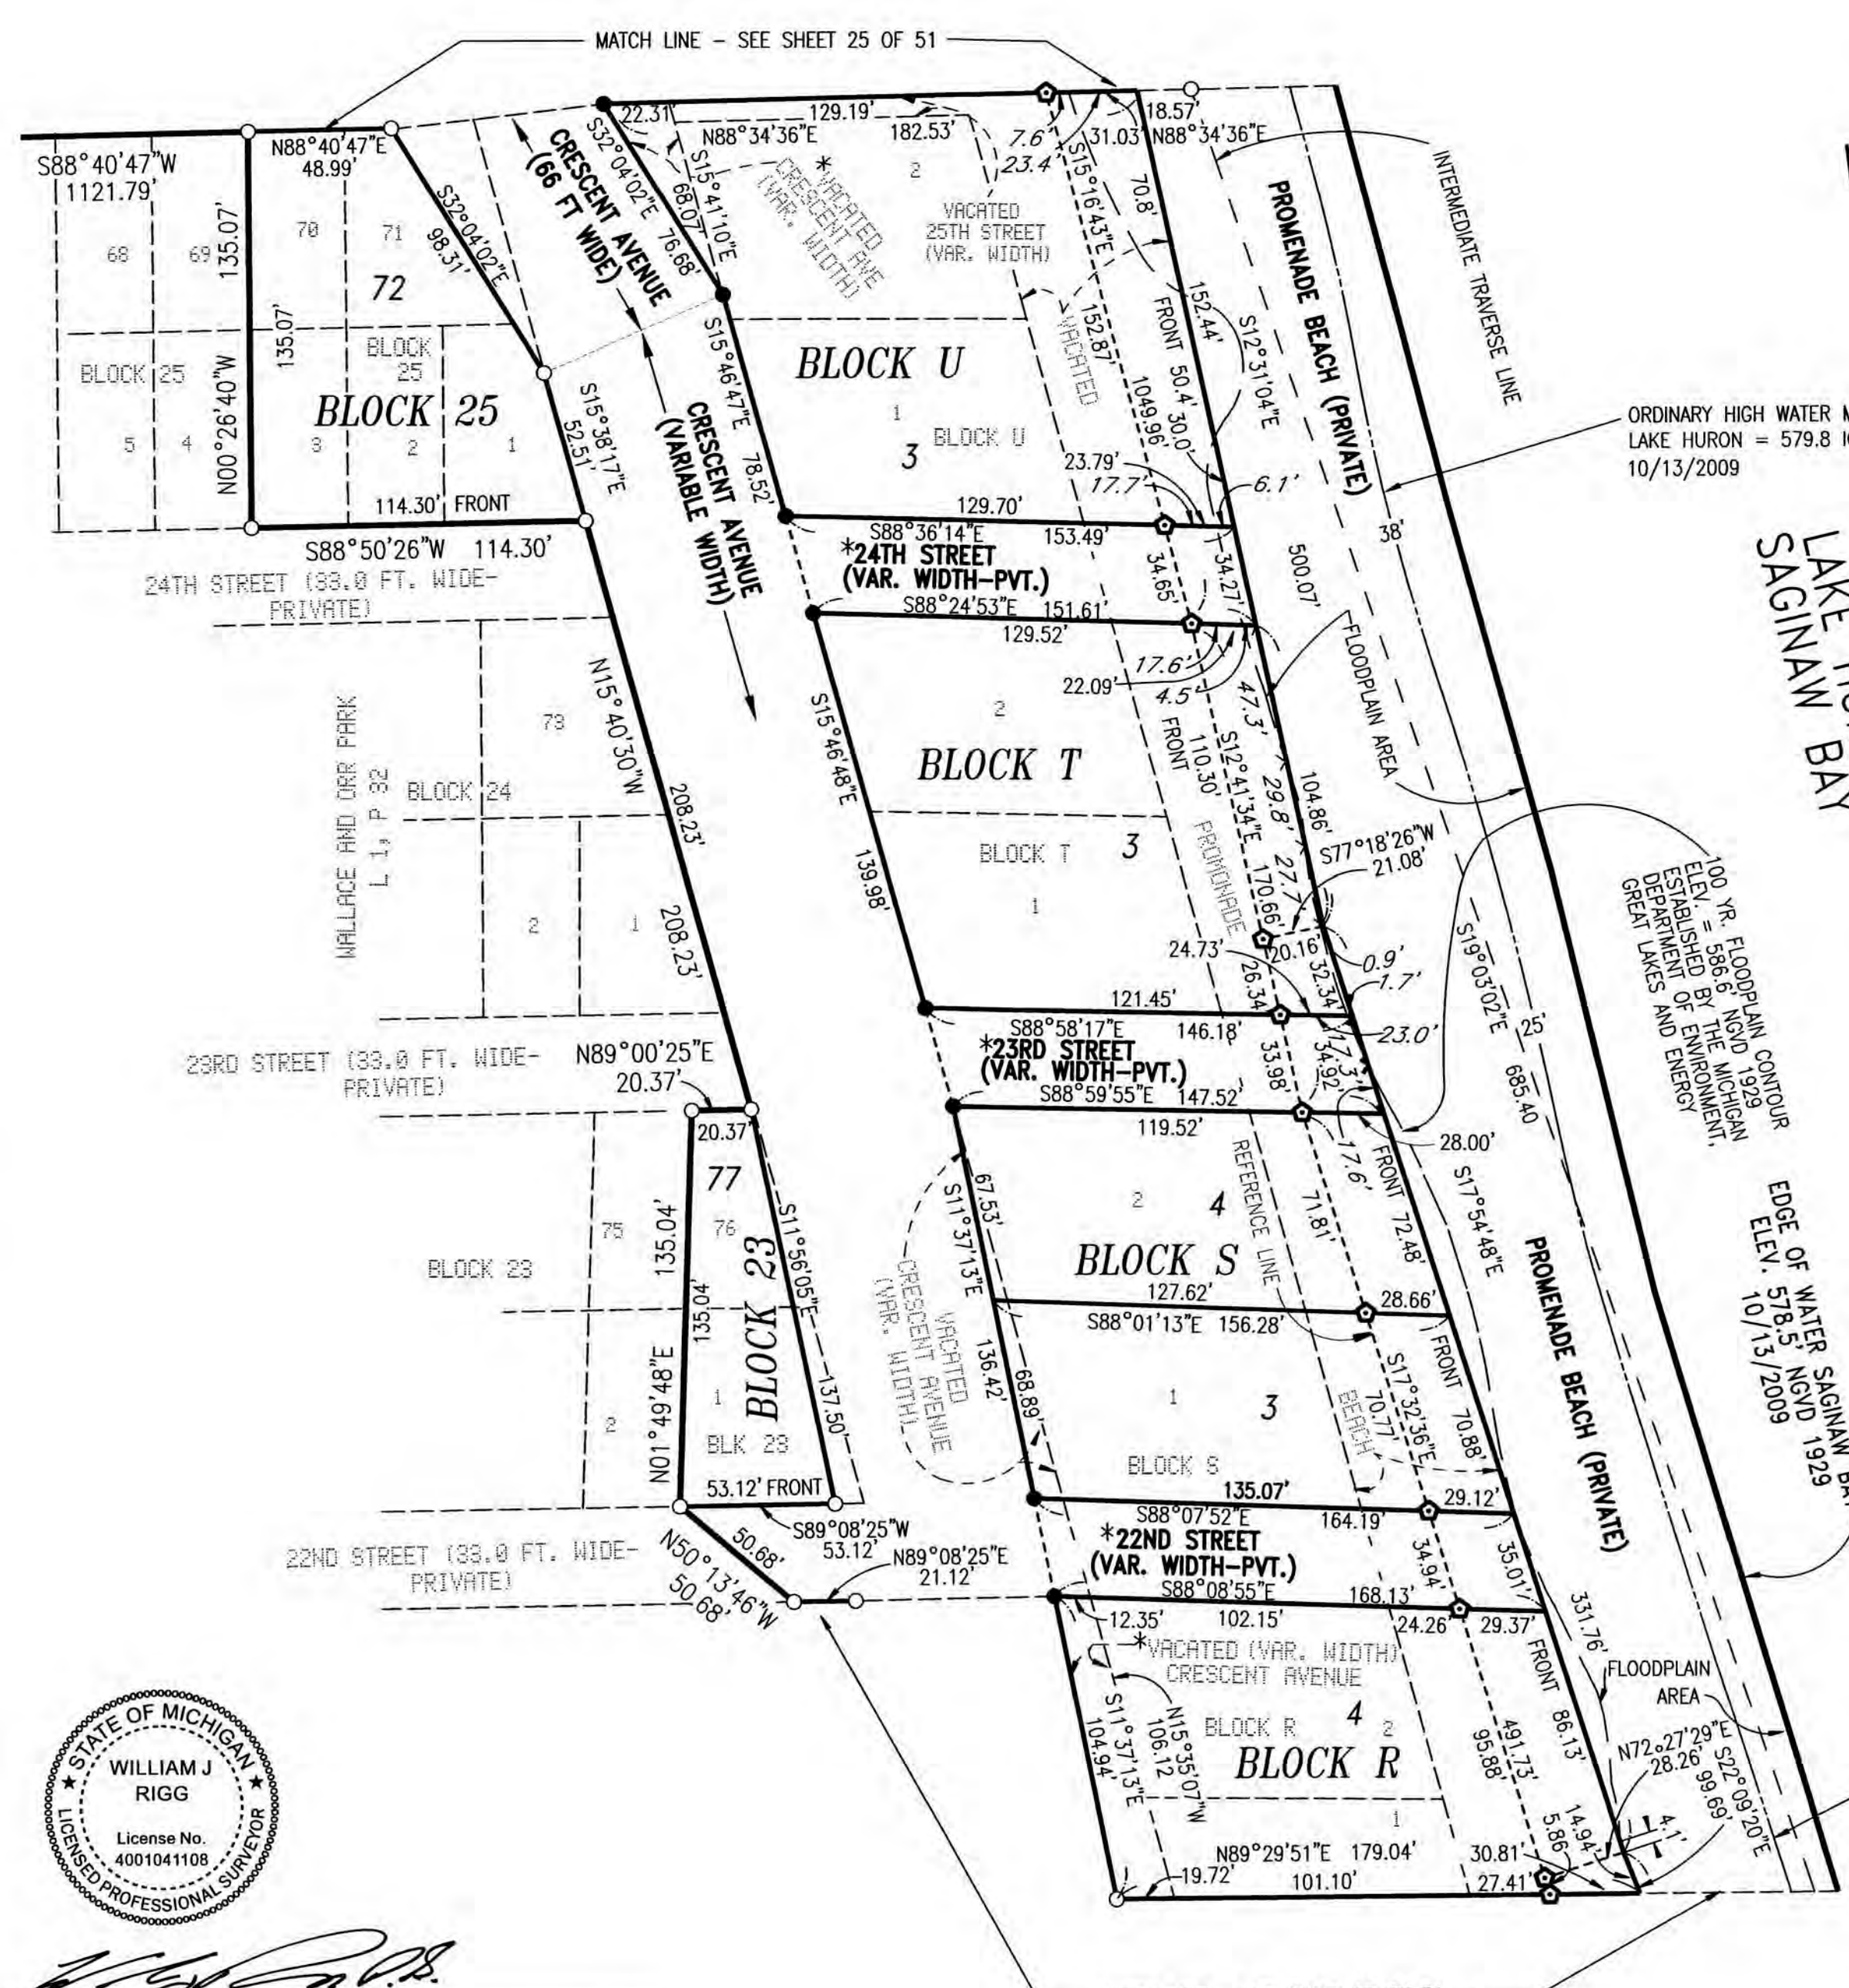 MATCH LINE - SEE SHEET 25 OF 51
S88°40'47"W
1121.79'
N88°40'47"E
48.99'
68
69
135.07'
70
71
72
S32°04'02"E
98.31'
BLOCK 25
5
4
N00°26'40"W
135.07'
BLOCK
25
BLOCK 25
3
2
1
114.30' FRONT
S88°50'26"W 114.30'
S15°38'17"E
52.51'
24TH STREET (33.0 FT. WIDE-
PRIVATE)
CRESCENT AVENUE
(66 FT WIDE)
S32°04'02"E 76.68'
22.31'
129.19'
N88°34'36"E
182.53'
S15°41'10"E
68.07'
*VACATED
CRESCENT AVE
(VAR. WIDTH)
2
VACATED
25TH STREET
(VAR. WIDTH)
7.6'
23.4'
31.03'
18.57'
N88°34'36"E
S15°16'43"E
70.8'
152.44'
FRONT 50.4'
30.0'
S12°31'04"E
152.87'
1049.96'
VACATED
PROMENADE BEACH (PRIVATE)
INTERMEDIATE TRAVERSE LINE
ORDINARY HIGH WATER M
LAKE HURON = 579.8 I
10/13/2009
38'
500.07'
BLOCK U
1
BLOCK U
3
S15°46'47"E
78.52'
CRESCENT AVENUE
(VARIABLE WIDTH)
23.79'
17.7'
6.1'
129.70'
S88°36'14"E
153.49'
*24TH STREET
(VAR. WIDTH-PVT.)
34.65'
34.27'
S88°24'53"E 151.61'
129.52'
17.6'
22.09'
4.5'
LAKE
SAGINAW BAY
FLOODPLAIN AREA
47.3'
29.8'
27.7'
104.86'
FRONT
110.30'
S12°41'34"E 170.66'
2
BLOCK T
BLOCK T
3
1
PROMONADE
S15°46'48"E
139.98'
S77°18'26"W
21.08'
20.16'
24.73'
26.34'
32.34'
0.9'
1.7'
23.0'
N15°40'30"W
208.23'
208.23'
WALLACE AND ORR PARK
L 1, P 32
73
BLOCK 24
2
1
23RD STREET (33.0 FT. WIDE-
PRIVATE)
N89°00'25"E
20.37'
20.37'
121.45'
S88°58'17"E
146.18'
*23RD STREET
(VAR. WIDTH-PVT.)
S88°59'55"E 147.52'
119.52'
33.98'
34.92'
17.3'
28.00'
17.6'
S19°03'02"E
25'
685.40
100 YR. FLOODPLAIN CONTOUR
ELEV. = 586.6' NGVD 1929
ESTABLISHED BY THE MICHIGAN
DEPARTMENT OF ENVIRONMENT,
GREAT LAKES AND ENERGY
EDGE OF WATER SAGINAW BAY
ELEV. 578.5' NGVD 1929
10/13/2009
77
76
75
BLOCK 23
135.04'
135.04'
N01°49'48"E
BLOCK 23
1
BLK 23
2
S11°56'05"E
137.50'
53.12' FRONT
S89°08'25"W
53.12'
50.68'
N50°13'46"W
50.68'
N89°08'25"E
21.12'
22ND STREET (33.0 FT. WIDE-
PRIVATE)
67.53'
S11°37'13"E
136.42'
68.89'
VACATED
CRESCENT AVENUE
(VAR. WIDTH)
2
4
BLOCK S
REFERENCE LINE
71.81'
FRONT 72.48'
S17°54'48"E
127.62'
28.66'
S88°01'13"E 156.28'
1
3
BLOCK S
BEACH
S17°32'36"E
70.77'
FRONT 70.88'
PROMENADE BEACH (PRIVATE)
135.07'
29.12'
S88°07'52"E
164.19'
*22ND STREET
(VAR. WIDTH-PVT.)
34.94'
35.01'
S88°08'55"E
168.13'
12.35'
102.15'
24.26'
29.37'
*VACATED (VAR. WIDTH)
CRESCENT AVENUE
BLOCK R
4
2
BLOCK R
1
S11°37'13"E
104.94'
N15°35'07"W
106.12
491.73'
95.88'
FRONT 86.13'
331.76'
FLOODPLAIN
AREA
N72°27'29"E
28.26'
S22°09'20"E
99.69'
14.94'
5.86'
4.1'
N89°29'51"E 179.04'
30.81'
19.72'
101.10'
27.41'
STATE OF MICHIGAN
WILLIAM J
RIGG
License No.
4001041108
LICENSED PROFESSIONAL SURVEYOR